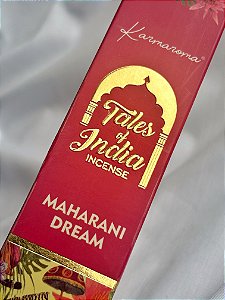 Karmaroma
Tales
of
India
INCENSE
MAHARANI
DREAM